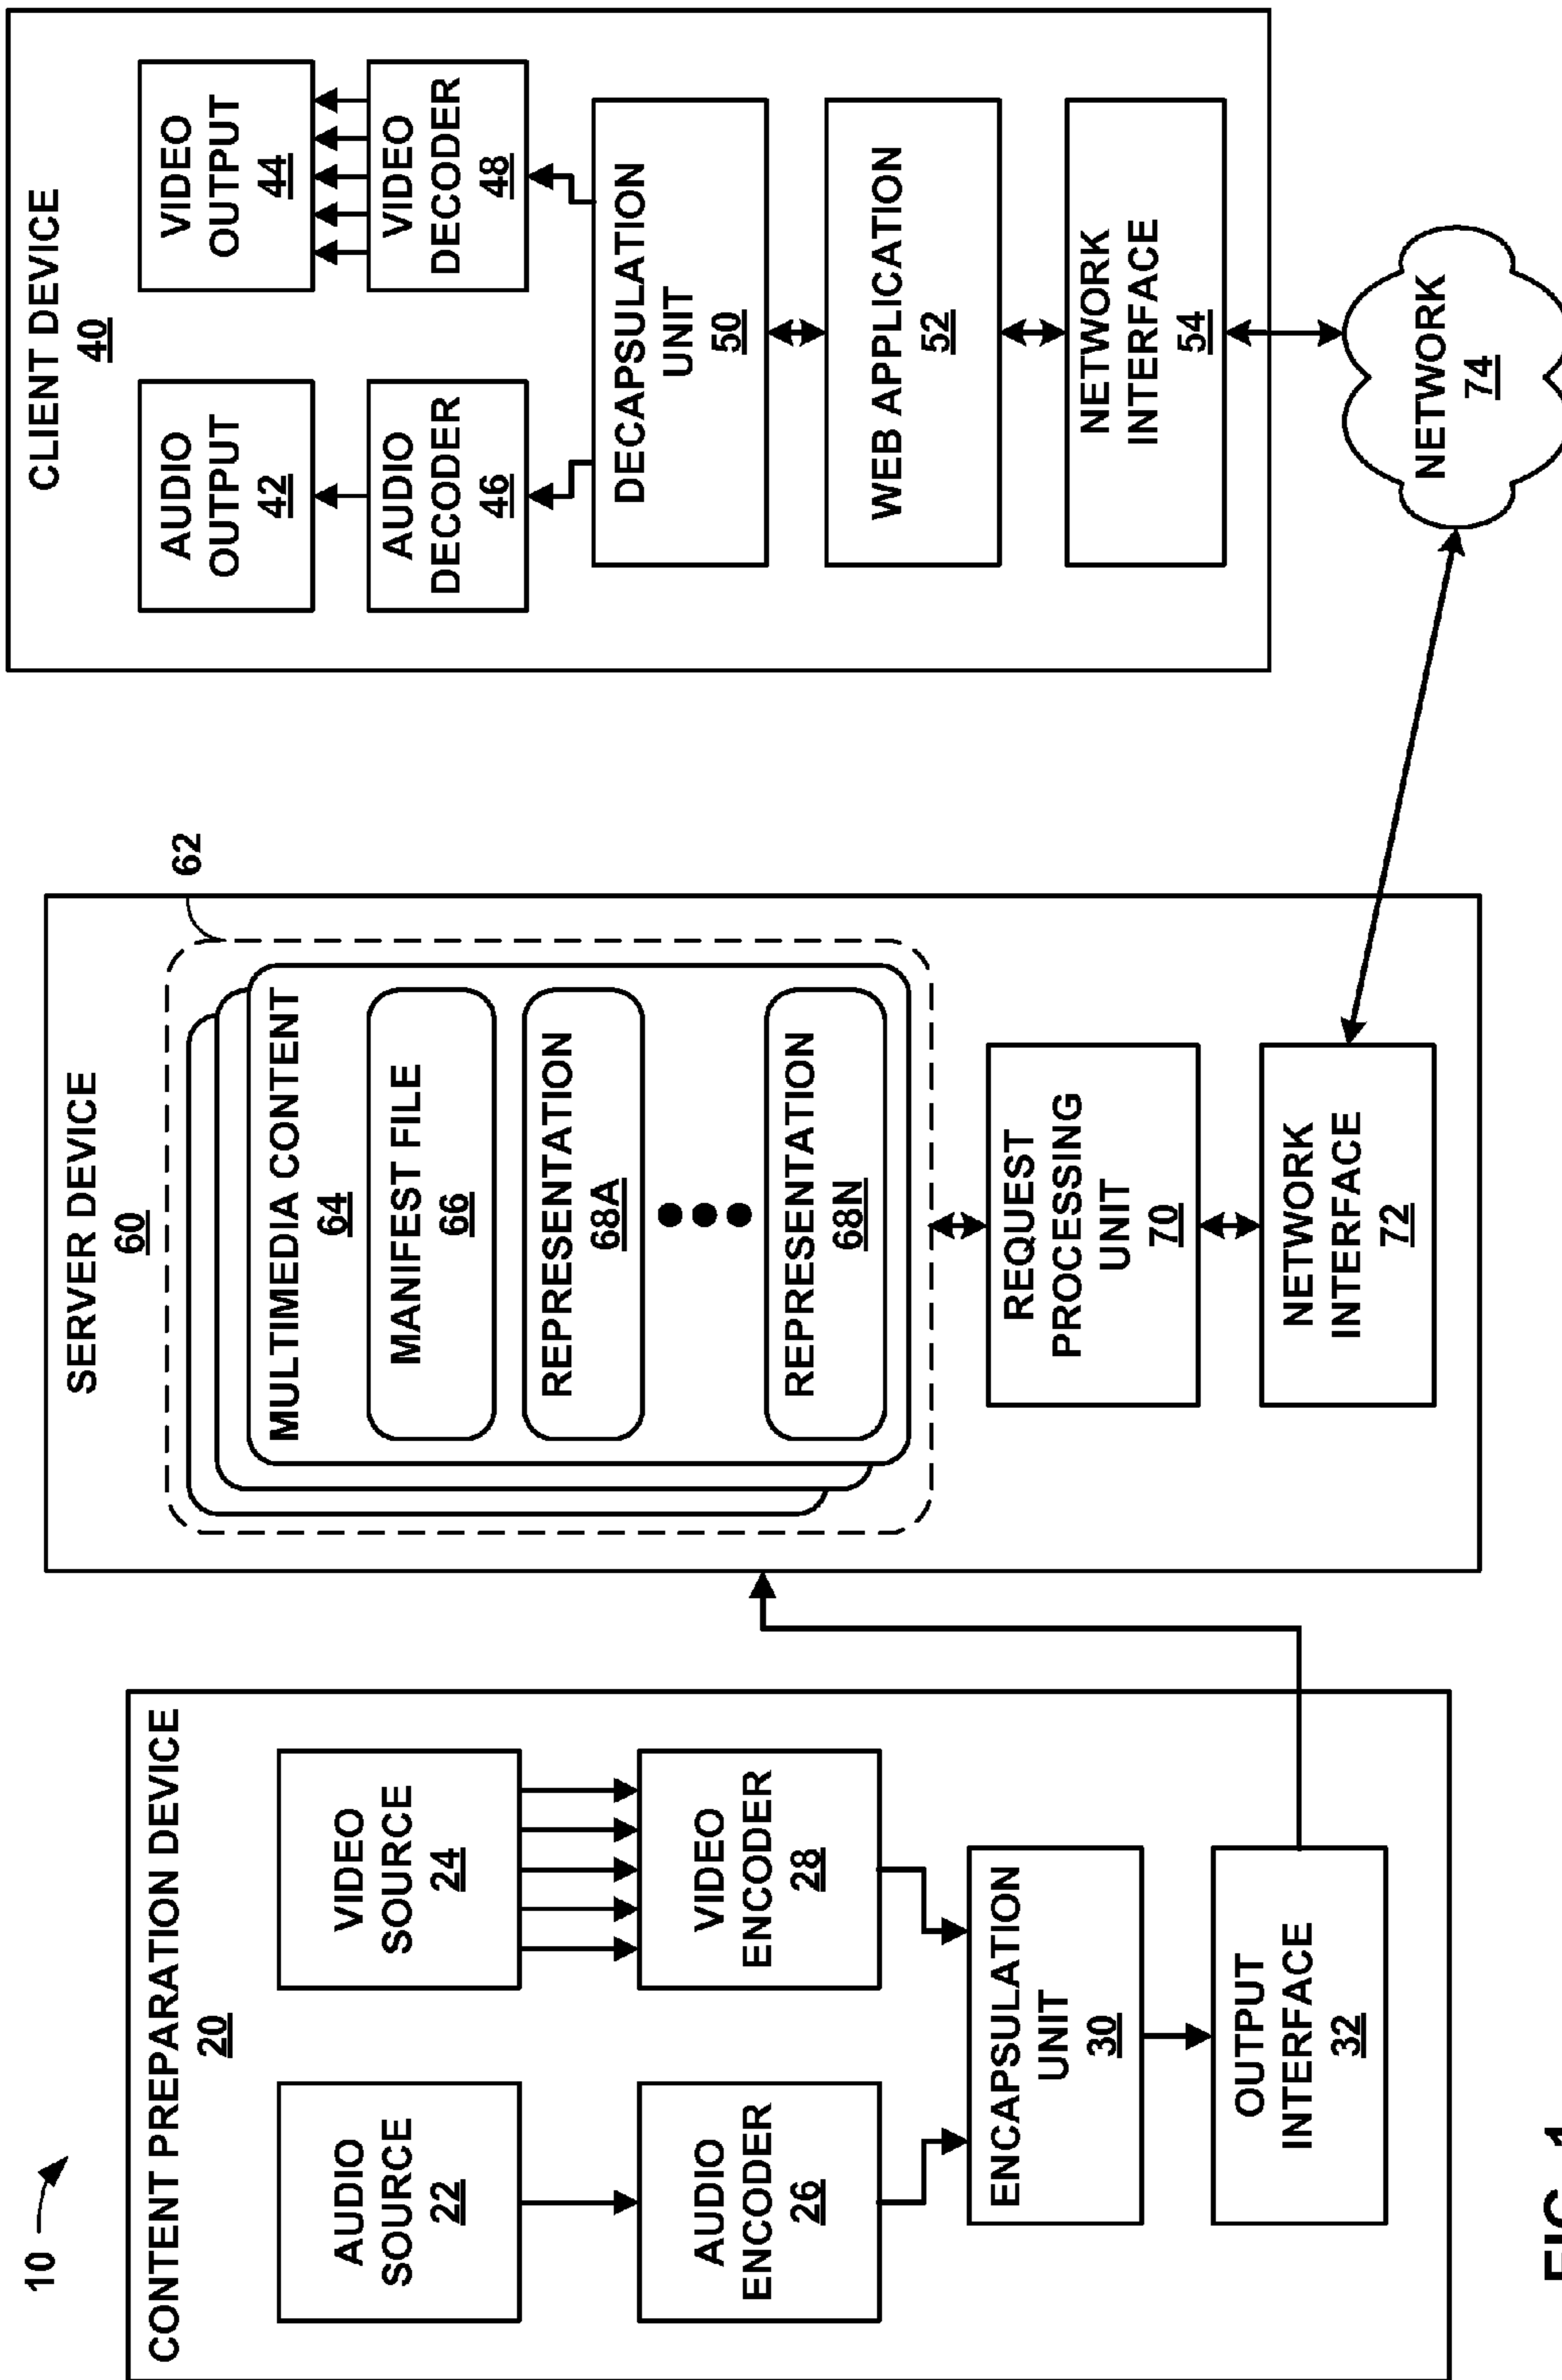 10
CONTENT PREPARATION DEVICE
20
AUDIO
SOURCE
22
VIDEO
SOURCE
24
AUDIO
ENCODER
26
VIDEO
ENCODER
28
ENCAPSULATION
UNIT
30
OUTPUT
INTERFACE
32
SERVER DEVICE
60
62
MULTIMEDIA CONTENT
64
MANIFEST FILE
66
REPRESENTATION
68A
REPRESENTATION
68N
REQUEST
PROCESSING
UNIT
70
NETWORK
INTERFACE
72
CLIENT DEVICE
40
AUDIO
OUTPUT
42
VIDEO
OUTPUT
44
AUDIO
DECODER
46
VIDEO
DECODER
48
DECAPSULATION
UNIT
50
WEB APPLICATION
52
NETWORK
INTERFACE
54
NETWORK
74
FIG. 1